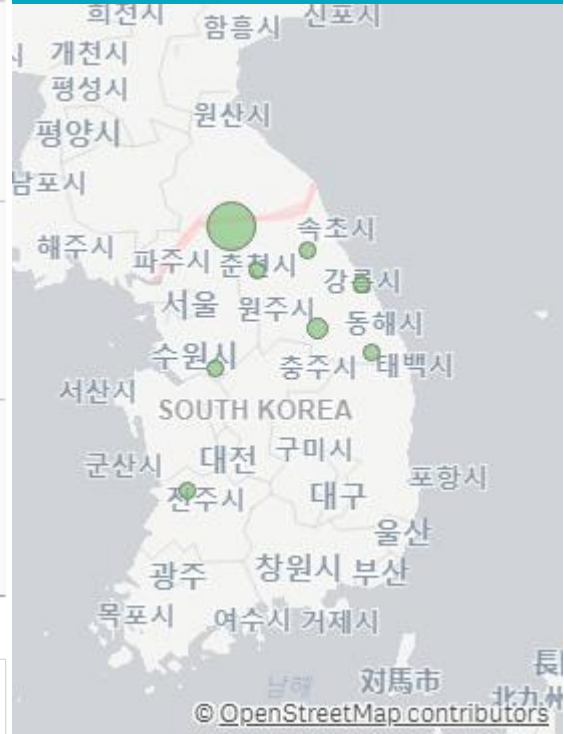 희천시
함흥시
신포시
개천시
평성시
원산시
평양시
남포시
속초시
해주시
파주시
춘천시
강릉시
서울
원주시
동해시
수원시
충주시
태백시
서산시
SOUTH KOREA
군산시
대전
구미시
포항시
전주시
대구
울산
광주
창원시
부산
목포시
여수시
거제시
남해
対馬市
北九州
© OpenStreetMap contributors